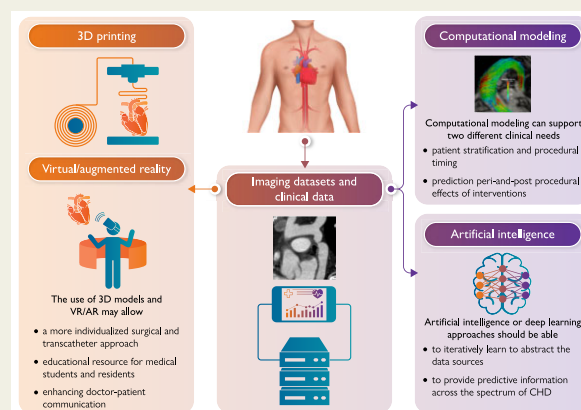 3D printing
Virtual/augmented reality
The use of 3D models and
VR/AR may allow
• a more individualized surgical and
transcatheter approach
• educational resource for medical
students and residents
• enhancing doctor-patient
communication
Imaging datasets and
clinical data
Computational modeling
Computational modeling can support
two different clinical needs
• patient stratification and procedural
timing
• prediction peri-and-post procedural
effects of interventions
Artificial intelligence
Artificial intelligence or deep learning
approaches should be able
• to iteratively learn to abstract the
data sources
• to provide predictive information
across the spectrum of CHD